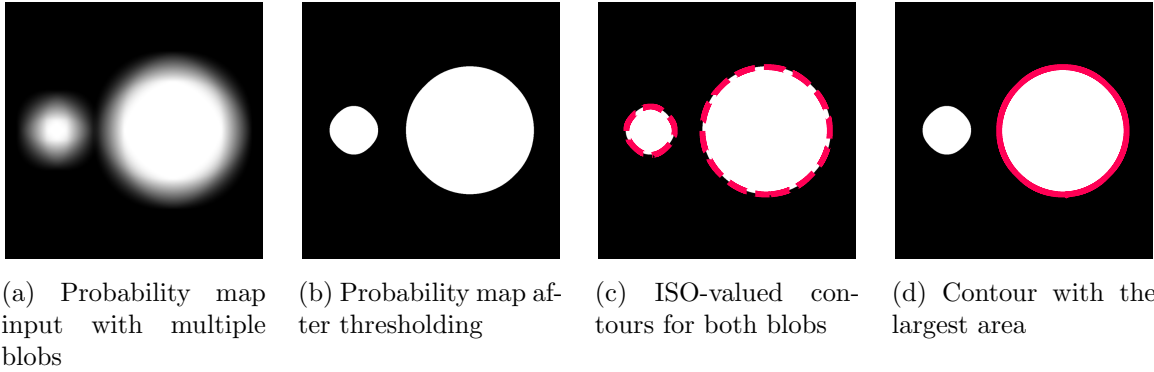 (a) Probability map
input with multiple
blobs
(b) Probability map af-
ter thresholding
(c) ISO-valued con-
tours for both blobs
(d) Contour with the
largest area